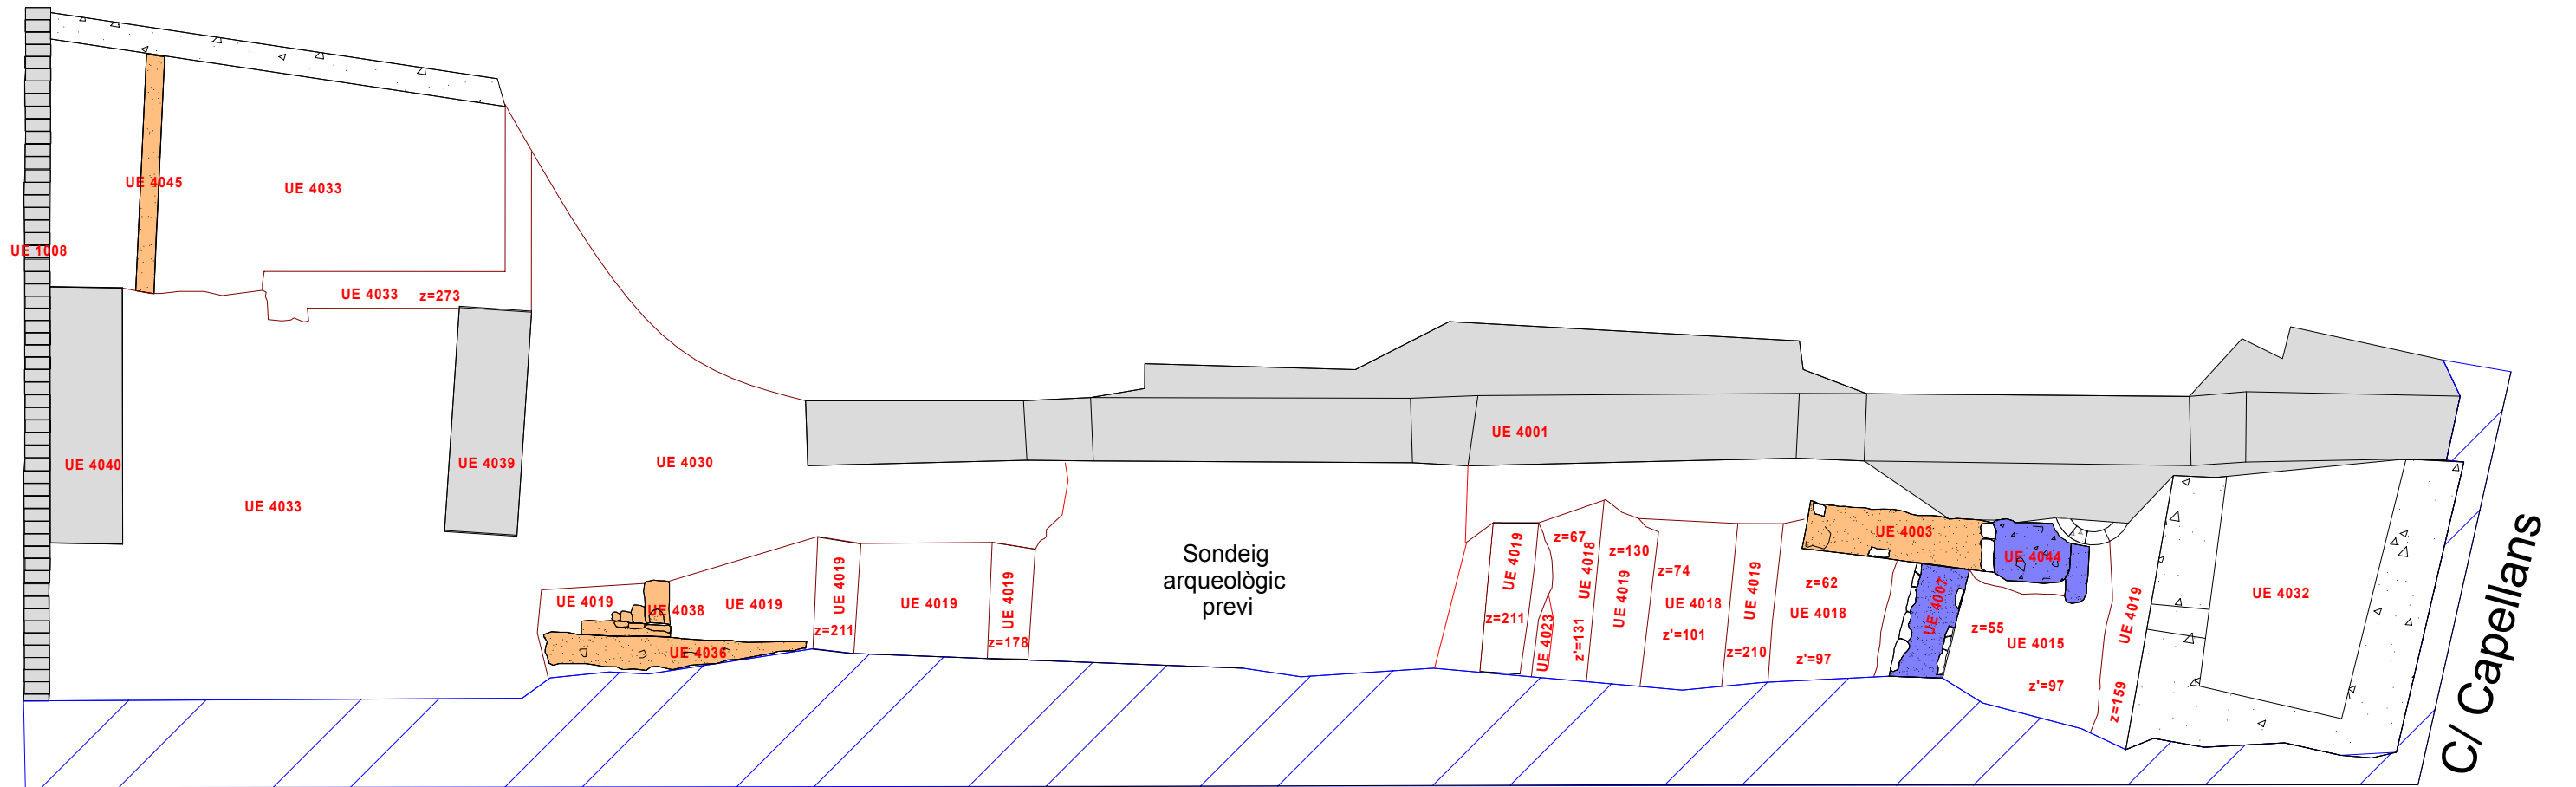 UE 4045
UE 4033
UE 1008
UE 4033 z=273
UE 4040
UE 4033
UE 4039
UE 4030
UE 4001
UE 4019
UE 4038
UE 4019
UE 4036
UE 4019
z=211
UE 4019
UE 4019
z=178
Sondeig
arqueològic
previ
UE 4019
z=211
UE 4023
z=67
UE 4018
z'=131
z=130
UE 4019
z=74
UE 4018
z'=101
UE 4019
z=210
z=62
UE 4018
z'=97
UE 4003
UE 4007
UE 4044
z=55
UE 4015
z'=97
UE 4019
z=159
UE 4032
C/ Capellans